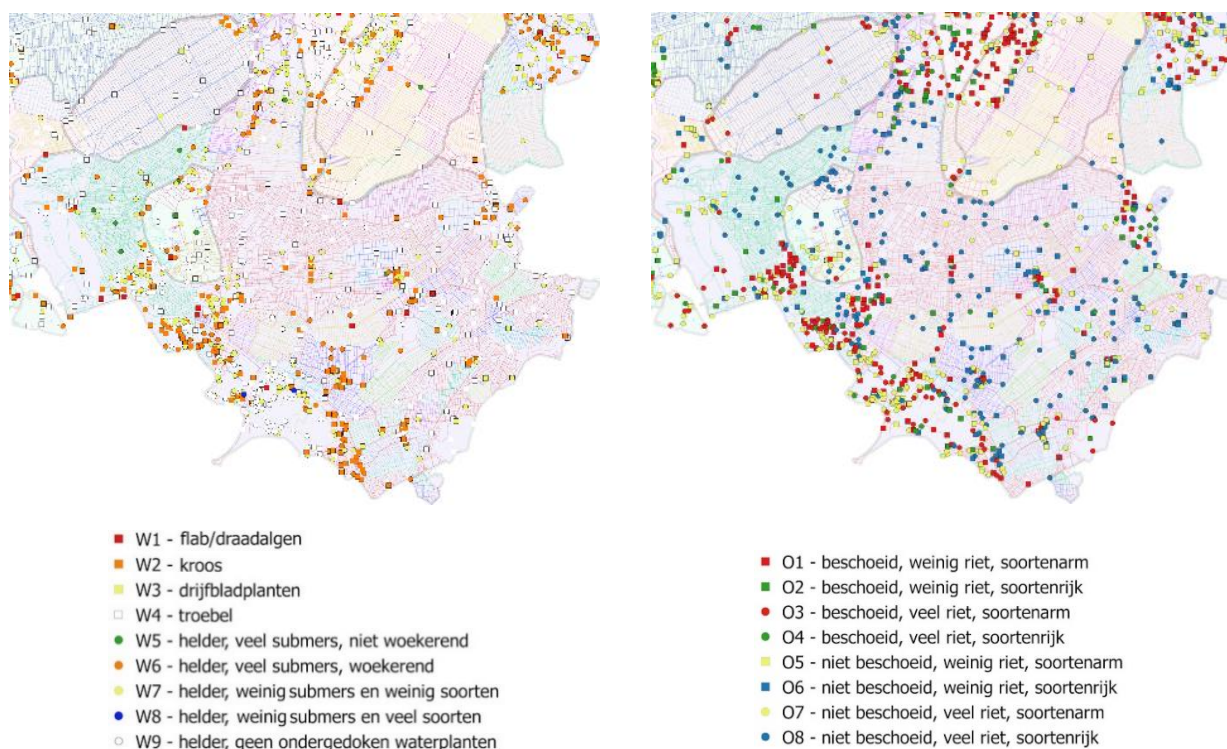 W1 - flab/draadalgen
W2 - kroos
W3 - drijfbladplanten
W4 - troebel
W5 - helder, veel submers, niet woekerend
W6 - helder, veel submers, woekerend
W7 - helder, weinig submers en weinig soorten
W8 - helder, weinig submers en veel soorten
W9 - helder, geen ondergedoken waterplanten
O1 - beschoeid, weinig riet, soortenarm
O2 - beschoeid, weinig riet, soortenrijk
O3 - beschoeid, veel riet, soortenarm
O4 - beschoeid, veel riet, soortenrijk
O5 - niet beschoeid, weinig riet, soortenarm
O6 - niet beschoeid, weinig riet, soortenrijk
O7 - niet beschoeid, veel riet, soortenarm
O8 - niet beschoeid, veel riet, soortenrijk